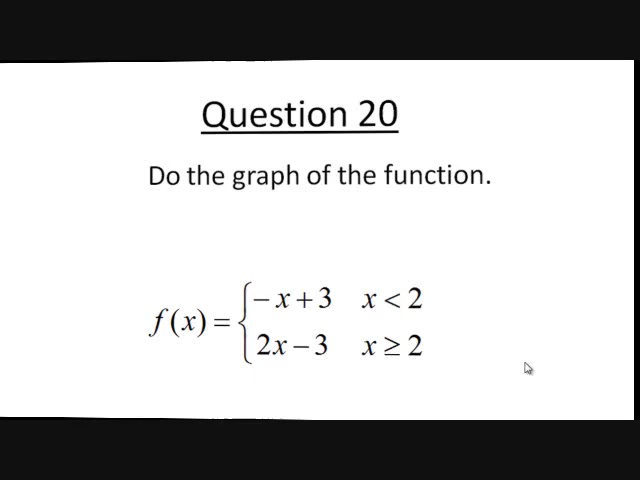 Question 20
Do the graph of the function.
f(x) = { −x + 3   x < 2
2x − 3   x ≥ 2